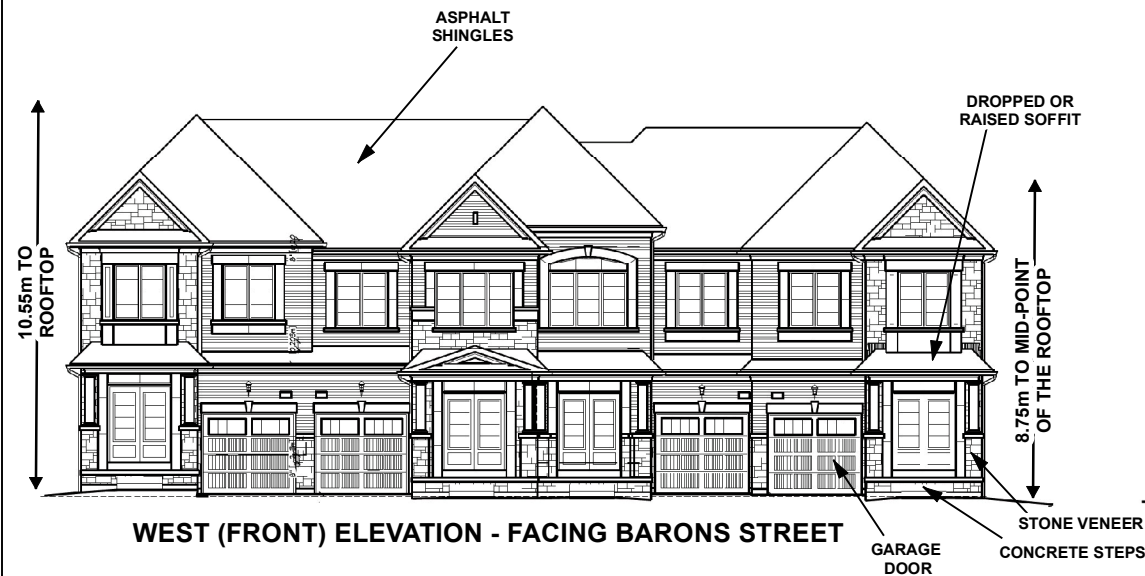 ASPHALT
SHINGLES
DROPPED OR
RAISED SOFFIT
10.55m TO
ROOFTOP
8.75m TO MID-POINT
OF THE ROOFTOP
WEST (FRONT) ELEVATION - FACING BARONS STREET
GARAGE
DOOR
STONE VENEER
CONCRETE STEPS